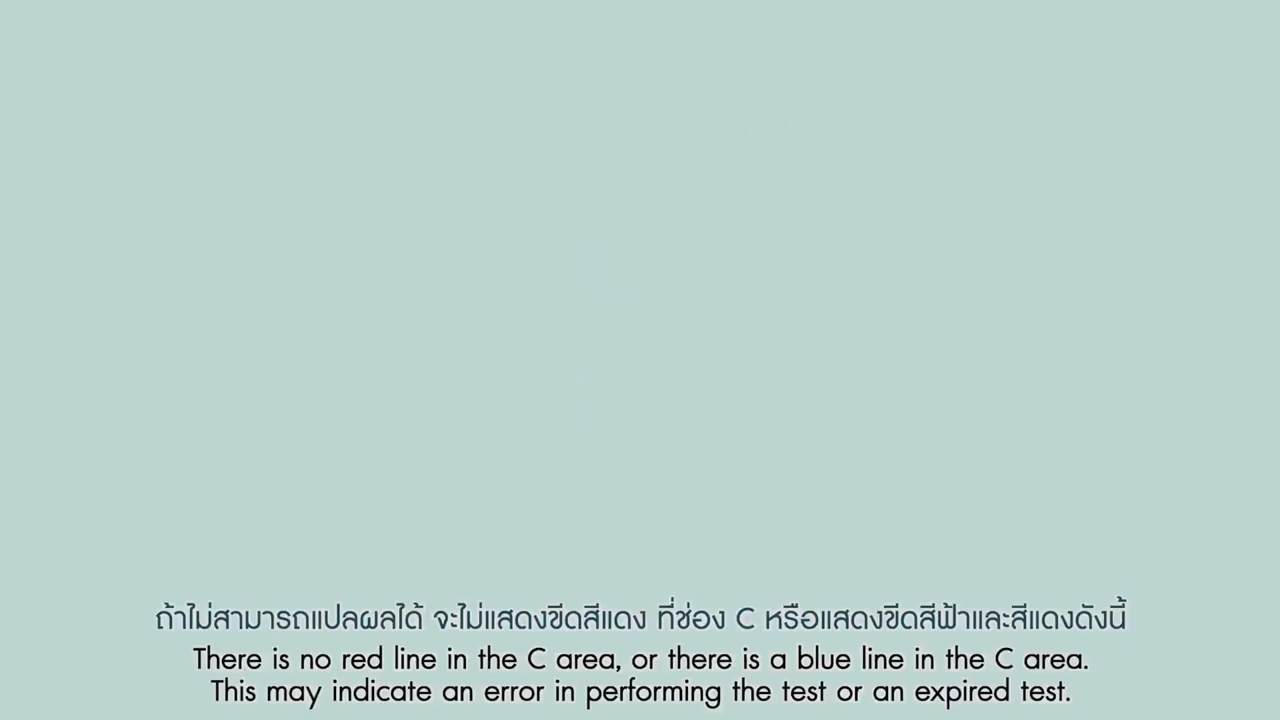 ถ้าไม่สามารถแปลผลได้ จะไม่แสดงขีดสีแดง ที่ช่อง C หรือแสดงขีดสีฟ้าและสีแดงดังนี้
There is no red line in the C area, or there is a blue line in the C area.
This may indicate an error in performing the test or an expired test.